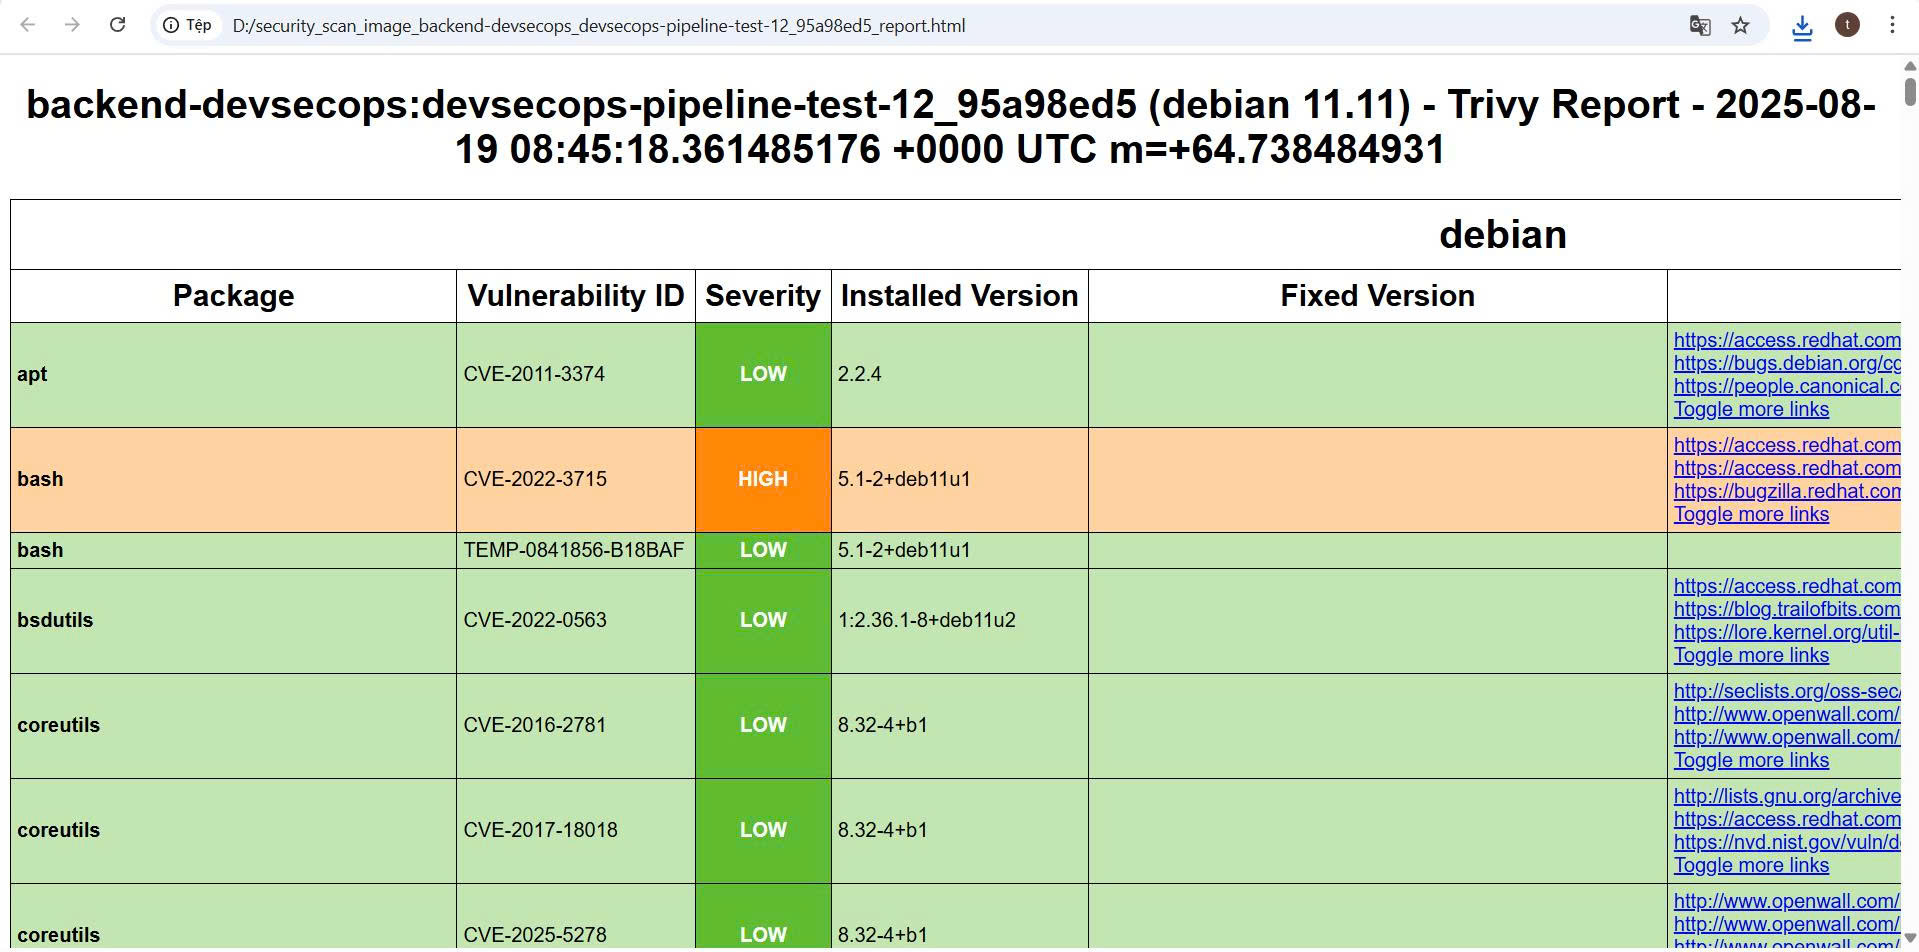 Tệp
D:/security_scan_image_backend-devsecops_devsecops-pipeline-test-12_95a98ed5_report.html
t
backend-devsecops:devsecops-pipeline-test-12_95a98ed5 (debian 11.11) - Trivy Report - 2025-08-
19 08:45:18.361485176 +0000 UTC m=+64.738484931
debian
Package Vulnerability ID Severity Installed Version Fixed Version
apt CVE-2011-3374 LOW 2.2.4
https://access.redhat.com
https://bugs.debian.org/cg
https://people.canonical.c
Toggle more links
bash CVE-2022-3715 HIGH 5.1-2+deb11u1
https://access.redhat.com
https://access.redhat.com
https://bugzilla.redhat.com
Toggle more links
bash TEMP-0841856-B18BAF LOW 5.1-2+deb11u1
bsdutils CVE-2022-0563 LOW 1:2.36.1-8+deb11u2
https://access.redhat.com
https://blog.trailofbits.com
https://lore.kernel.org/util-
Toggle more links
coreutils CVE-2016-2781 LOW 8.32-4+b1
http://seclists.org/oss-sec/
http://www.openwall.com/
http://www.openwall.com/
Toggle more links
coreutils CVE-2017-18018 LOW 8.32-4+b1
http://lists.gnu.org/archive
https://access.redhat.com
https://nvd.nist.gov/vuln/d
Toggle more links
coreutils CVE-2025-5278 LOW 8.32-4+b1
http://www.openwall.com/
http://www.openwall.com/
http://www.openwall.com/